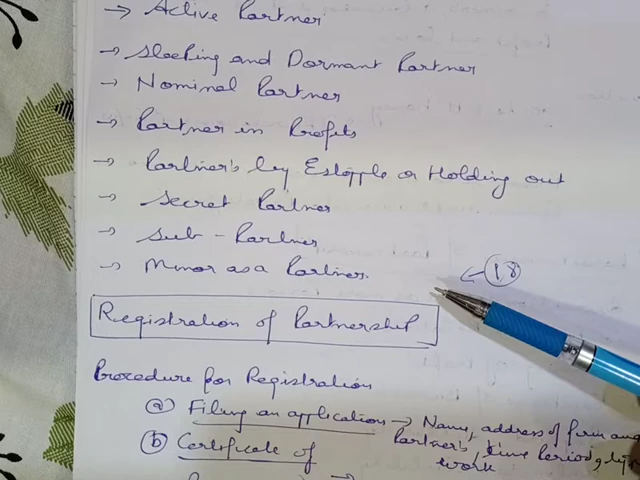 → Active Partner
→ Sleeping and Dormant Partner
→ Nominal Partner
→ Partner in Profits
→ Partner's by Estopple or Holding out
→ Secret Partner
→ Sub-Partner
→ Minor as a Partner. ← 18
Registration of Partnership
Procedure for Registration
(a) Filing an application → Name, address of firm and
Partner's, time Period,
work
(b) Certificate of